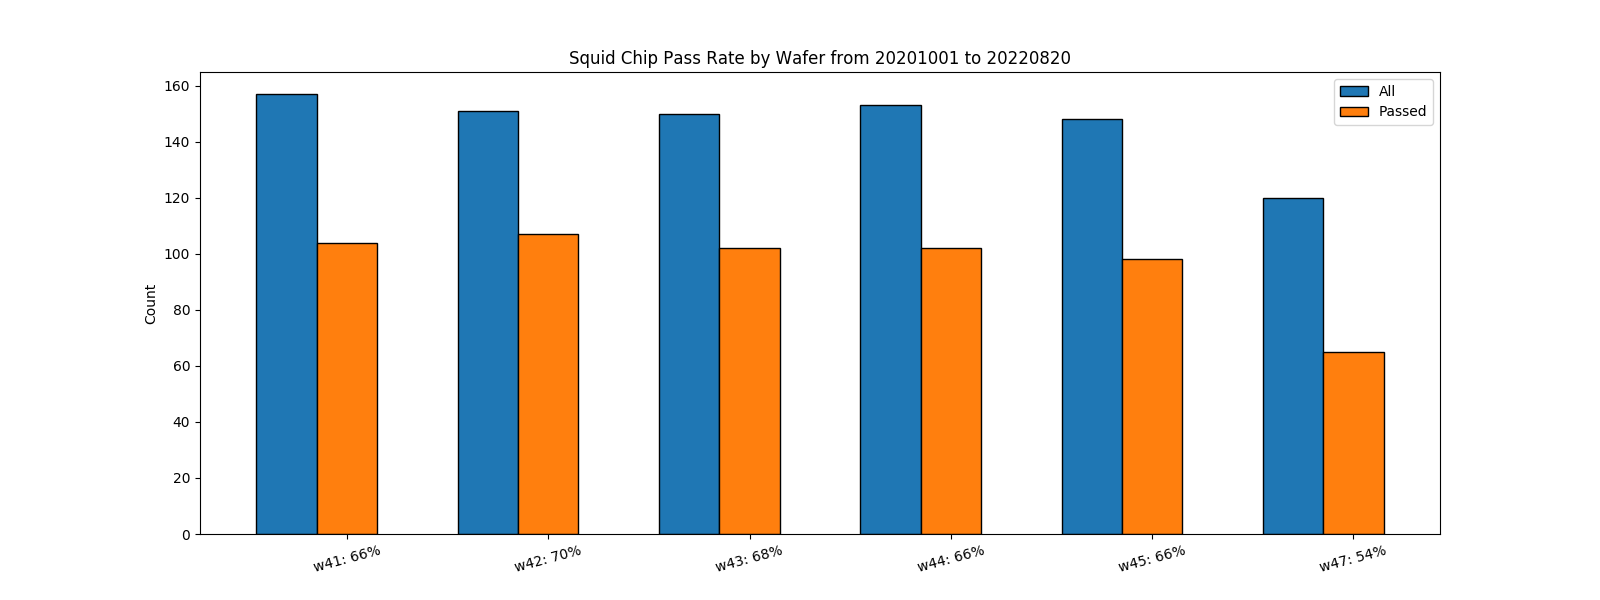 Squid Chip Pass Rate by Wafer from 20201001 to 20220820
160
140
120
100
80
60
40
20
0
Count
All
Passed
w41: 66%
w42: 70%
w43: 68%
w44: 66%
w45: 66%
w47: 54%